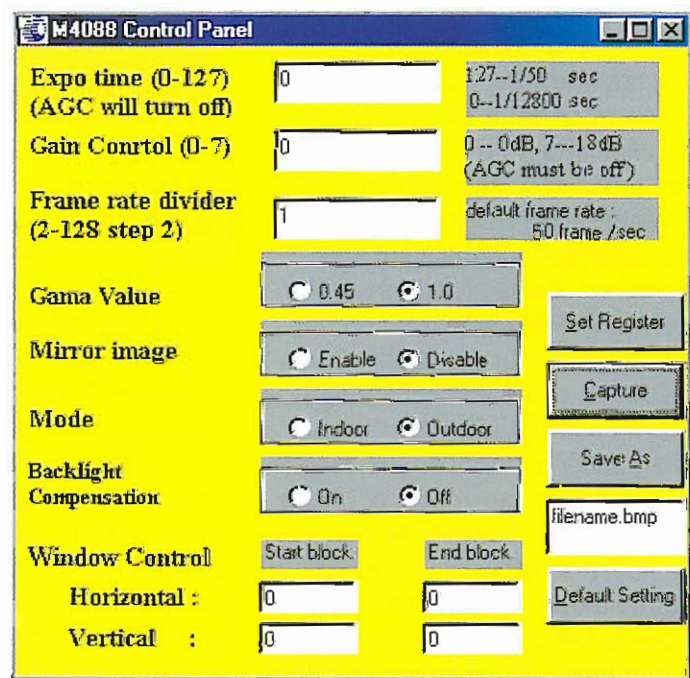 M4088 Control Panel
Expo time (0-127)
(AGC will turn off)
0
127--1/50 sec
0--1/12800 sec
Gain Conrtol (0-7)
0
0 -- 0dB, 7---18dB
(AGC must be off)
Frame rate divider
(2-128 step 2)
1
default frame rate :
50 frame /sec
Gama Value
0.45
1.0
Set Register
Mirror image
Enable
Disable
Capture
Mode
Indoor
Outdoor
Save As
Backlight
Compensation
On
Off
filename.bmp
Window Control
Start block
End block
Horizontal :
0
0
Default Setting
Vertical :
0
0